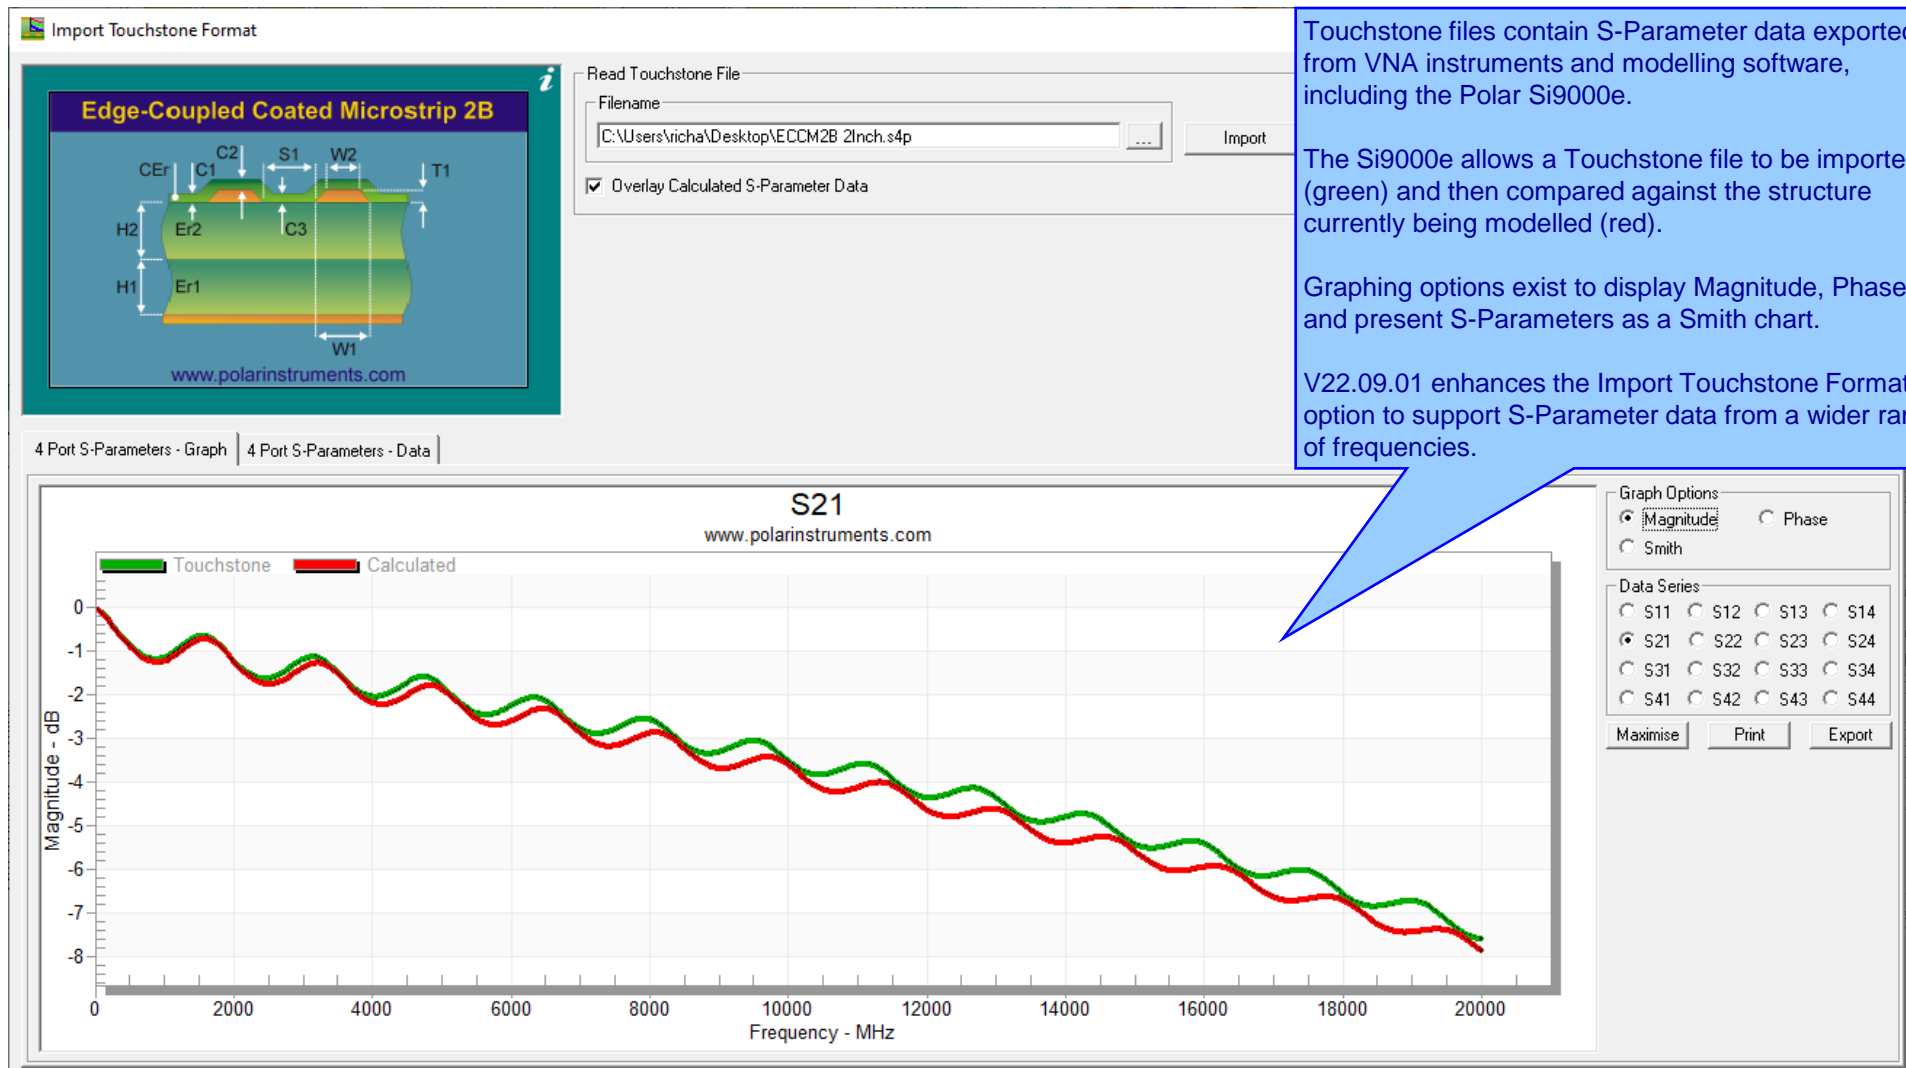 Import Touchstone Format
Touchstone files contain S-Parameter data exported
from VNA instruments and modelling software,
including the Polar Si9000e.
The Si9000e allows a Touchstone file to be importe
(green) and then compared against the structure
currently being modelled (red).
Graphing options exist to display Magnitude, Phase
and present S-Parameters as a Smith chart.
V22.09.01 enhances the Import Touchstone Format
option to support S-Parameter data from a wider ran
of frequencies.
i
Edge-Coupled Coated Microstrip 2B
CEr C1 C2 S1 W2 T1
H2 Er2 C3
H1 Er1
W1
www.polarinstruments.com
Read Touchstone File
Filename
C:\Users\richa\Desktop\ECCM2B 2Inch.s4p
...
Import
Overlay Calculated S-Parameter Data
4 Port S-Parameters - Graph
4 Port S-Parameters - Data
S21
www.polarinstruments.com
Touchstone Calculated
Magnitude - dB
0
-1
-2
-3
-4
-5
-6
-7
-8
0 2000 4000 6000 8000 10000 12000 14000 16000 18000 20000
Frequency - MHz
Graph Options
Magnitude Phase
Smith
Data Series
S11 S12 S13 S14
S21 S22 S23 S24
S31 S32 S33 S34
S41 S42 S43 S44
Maximise Print Export